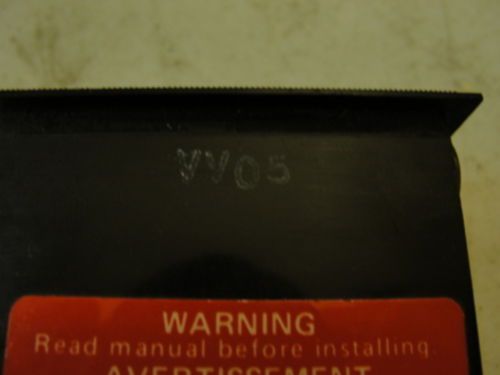 VV05
WARNING
Read manual before installing.
AVERTISSEMENT